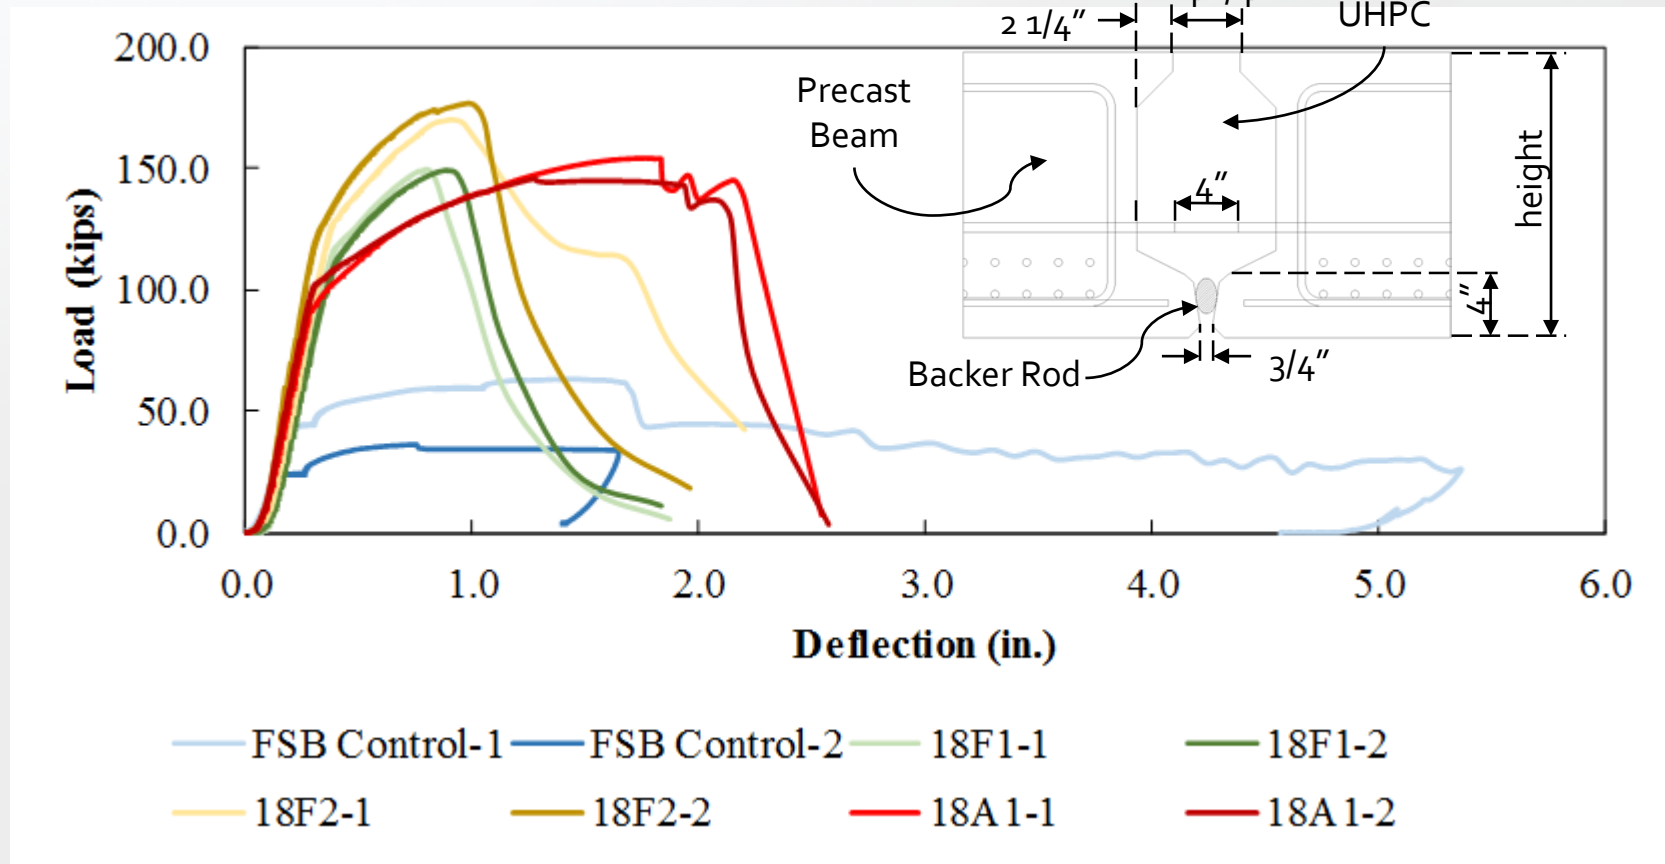 2 1/4"
UHPC
Precast
Beam
4"
height
4"
Backer Rod
3/4"
200.0
150.0
100.0
50.0
0.0
Load (kips)
0.0 1.0 2.0 3.0 4.0 5.0 6.0
Deflection (in.)
FSB Control-1 FSB Control-2 18F1-1 18F1-2
18F2-1 18F2-2 18A1-1 18A1-2